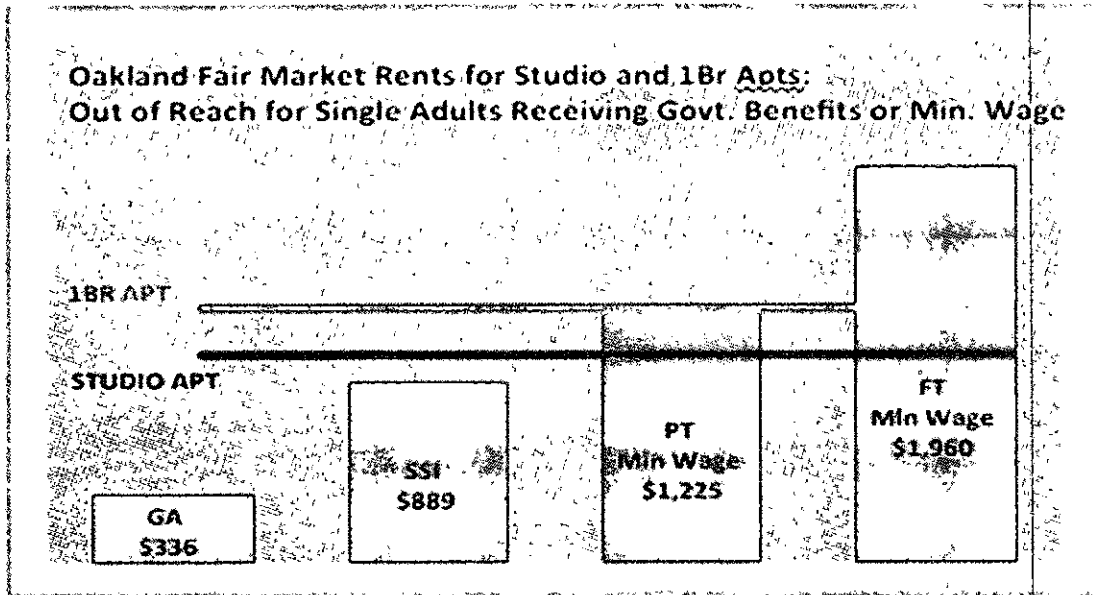 Oakland Fair Market Rents for Studio and 1Br Apts:
Out of Reach for Single Adults Receiving Govt. Benefits or Min. Wage
1BR APT
STUDIO APT
GA
$336
SSI
$889
PT
Min Wage
$1,225
FT
Min Wage
$1,960